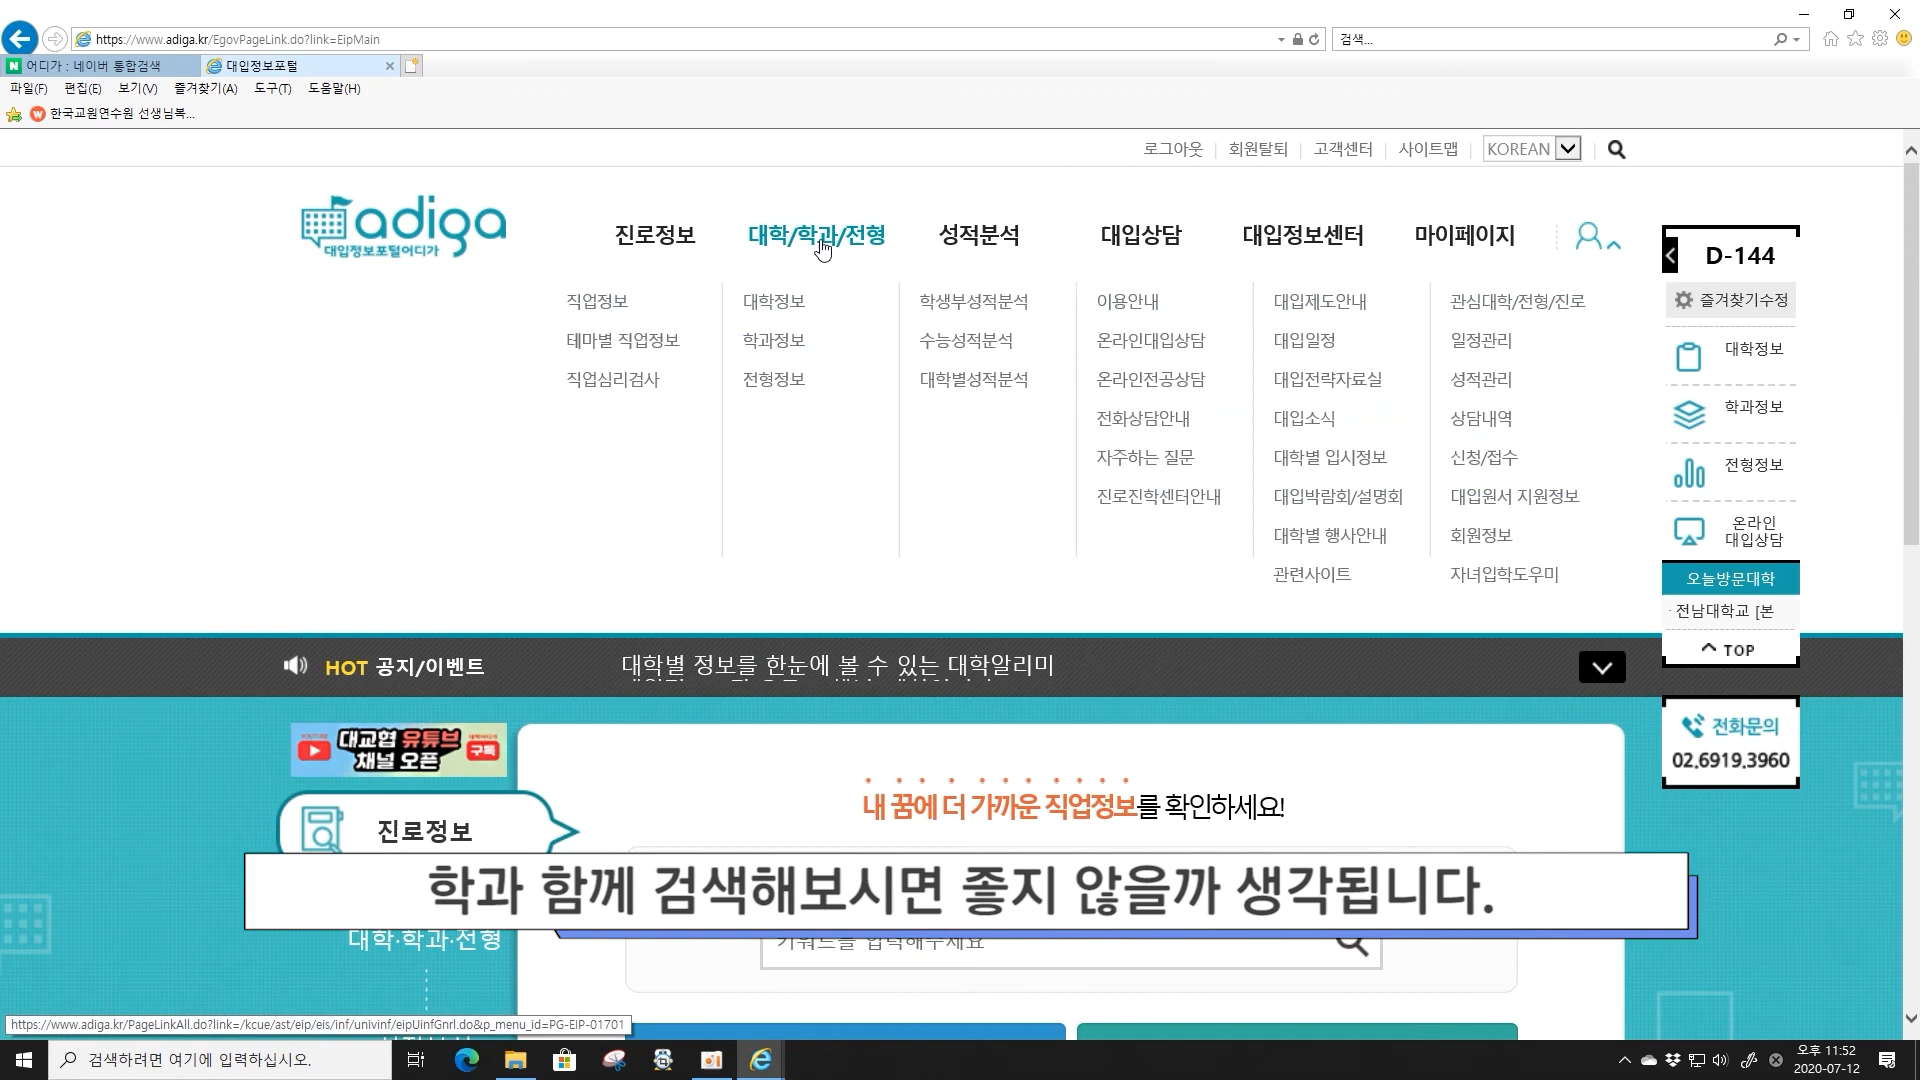 https://www.adiga.kr/EgovPageLink.do?link=EipMain
검색...
어디가 : 네이버 통합검색
대입정보포털
파일(F) 편집(E) 보기(V) 즐겨찾기(A) 도구(T) 도움말(H)
한국교원연수원 선생님복...
로그아웃 회원탈퇴 고객센터 사이트맵 KOREAN
adiga
대입정보포털어디가
진로정보 대학/학과/전형 성적분석 대입상담 대입정보센터 마이페이지
직업정보
테마별 직업정보
직업심리검사
대학정보
학과정보
전형정보
학생부성적분석
수능성적분석
대학별성적분석
이용안내
온라인대입상담
온라인전공상담
전화상담안내
자주하는 질문
진로진학센터안내
대입제도안내
대입일정
대입전략자료실
대입소식
대학별 입시정보
대입박람회/설명회
대학별 행사안내
관련사이트
관심대학/전형/진로
일정관리
성적관리
상담내역
신청/접수
대입원서 지원정보
회원정보
자녀입학도우미
D-144
즐겨찾기수정
대학정보
학과정보
전형정보
온라인
대입상담
오늘방문대학
· 전남대학교 [본
TOP
전화문의
02.6919.3960
HOT 공지/이벤트
대학별 정보를 한눈에 볼 수 있는 대학알리미
대교협 유튜브
채널 오픈
구독
내 꿈에 더 가까운 직업정보를 확인하세요!
진로정보
학과 함께 검색해보시면 좋지 않을까 생각됩니다.
대학·학과·전형
키워드를 입력해주세요
https://www.adiga.kr/PageLinkAll.do?link=/kcue/ast/eip/eis/inf/univinf/eipUinfGnrl.do&p_menu_id=PG-EIP-01701
검색하려면 여기에 입력하십시오.
오후 11:52
2020-07-12